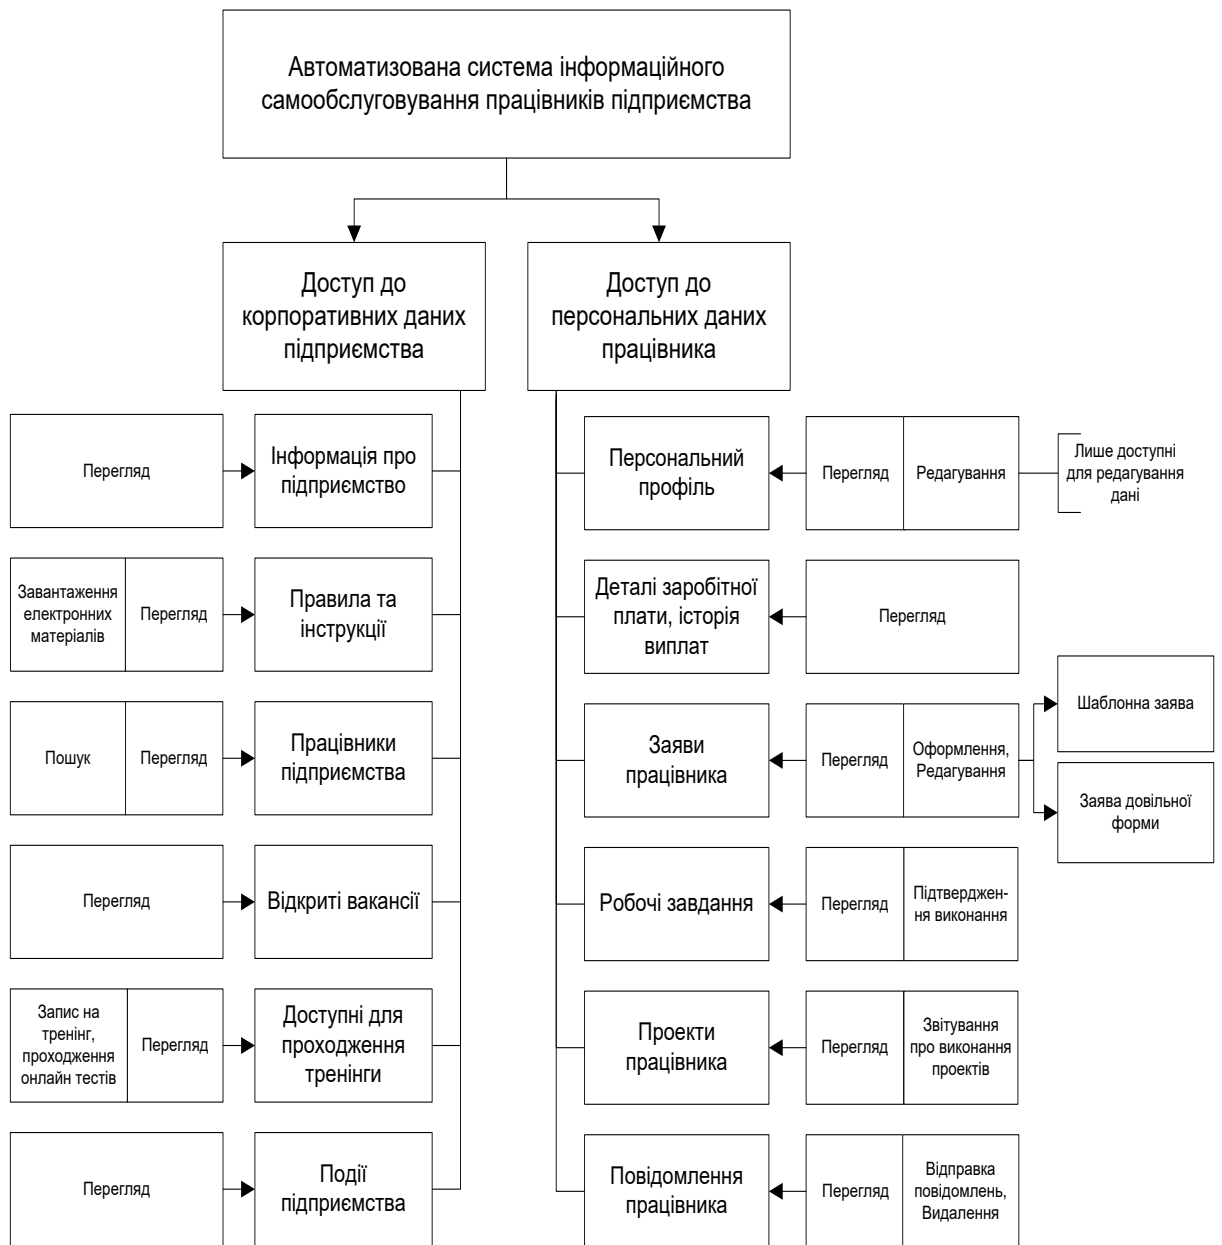 Автоматизована система інформаційного
самообслуговування працівників підприємства
Доступ до
корпоративних даних
підприємства
Доступ до
персональних даних
працівника
Перегляд
Інформація про
підприємство
Персональний
профіль
Перегляд
Редагування
Лише доступні
для редагування
дані
Завантаження
електронних
матеріалів
Перегляд
Правила та
інструкції
Деталі заробітної
плати, історія
виплат
Перегляд
Пошук
Перегляд
Працівники
підприємства
Заяви
працівника
Перегляд
Оформлення,
Редагування
Шаблонна заява
Заява довільної
форми
Перегляд
Відкриті вакансії
Робочі завдання
Перегляд
Підтверджен-
ня виконання
Запис на
тренінг,
проходження
онлайн тестів
Перегляд
Доступні для
проходження
тренінги
Проекти
працівника
Перегляд
Звітування
про виконання
проектів
Перегляд
Події
підприємства
Повідомлення
працівника
Перегляд
Відправка
повідомлень,
Видалення